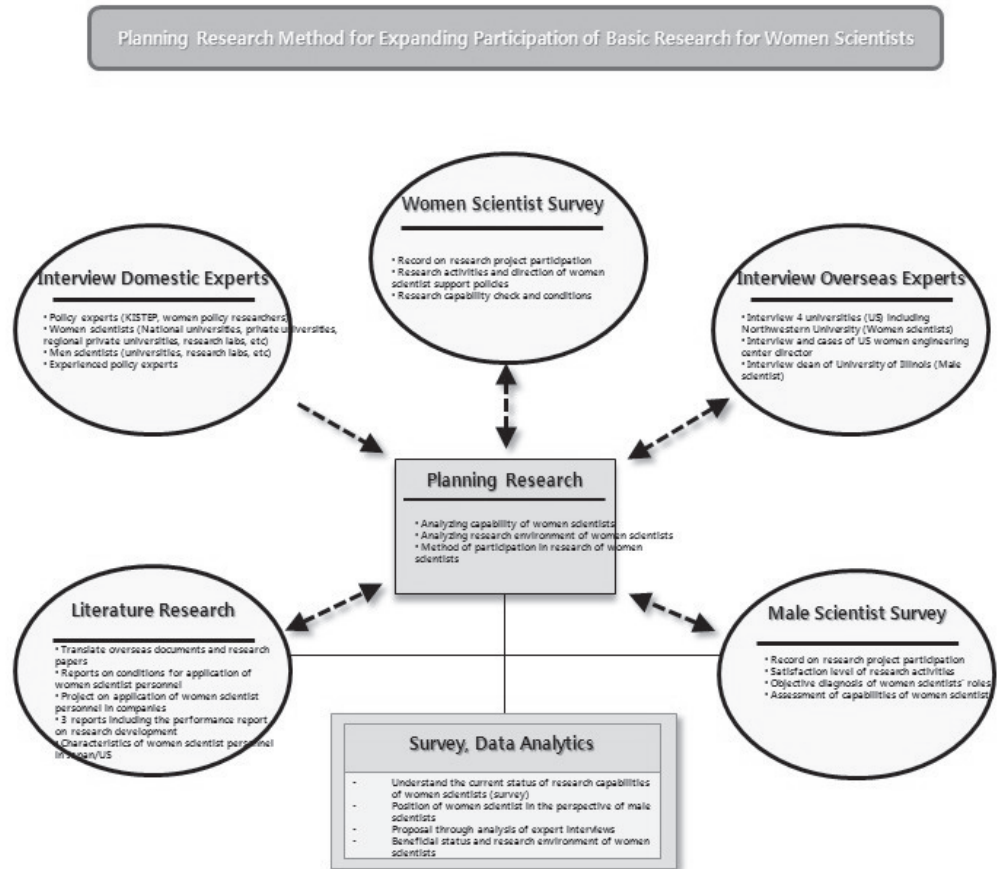 Planning Research Method for Expanding Participation of Basic Research for Women Scientists
Women Scientist Survey
• Record on research project participation
• Research activities and direction of women
scientist support policies
• Research capability check and conditions
Interview Domestic Experts
• Policy experts (KISTEP, women policy researchers)
• Women scientists (National universities, private universities,
regional private universities, research labs, etc)
• Men scientists (universities, research labs, etc)
• Experienced policy experts
Interview Overseas Experts
• Interview 4 universities (US) including
Northwestern University (Women scientists)
• Interview and cases of US women engineering
center director
• Interview dean of University of Illinois (Male
scientist)
Planning Research
• Analyzing capability of women scientists
• Analyzing research environment of women scientists
• Method of participation in research of women
scientists
Literature Research
• Translate overseas documents and research
papers
• Reports on conditions for application of
women scientist personnel
• Project on application of women scientist
personnel in companies
• 3 reports including the performance report
on research development
• Characteristics of women scientist personnel
in Japan/US
Male Scientist Survey
• Record on research project participation
• Satisfaction level of research activities
• Objective diagnosis of women scientists' roles
• Assessment of capabilities of women scientist
Survey, Data Analytics
- Understand the current status of research capabilities
of women scientists (survey)
- Position of women scientist in the perspective of male
scientists
- Proposal through analysis of expert interviews
- Beneficial status and research environment of women
scientists